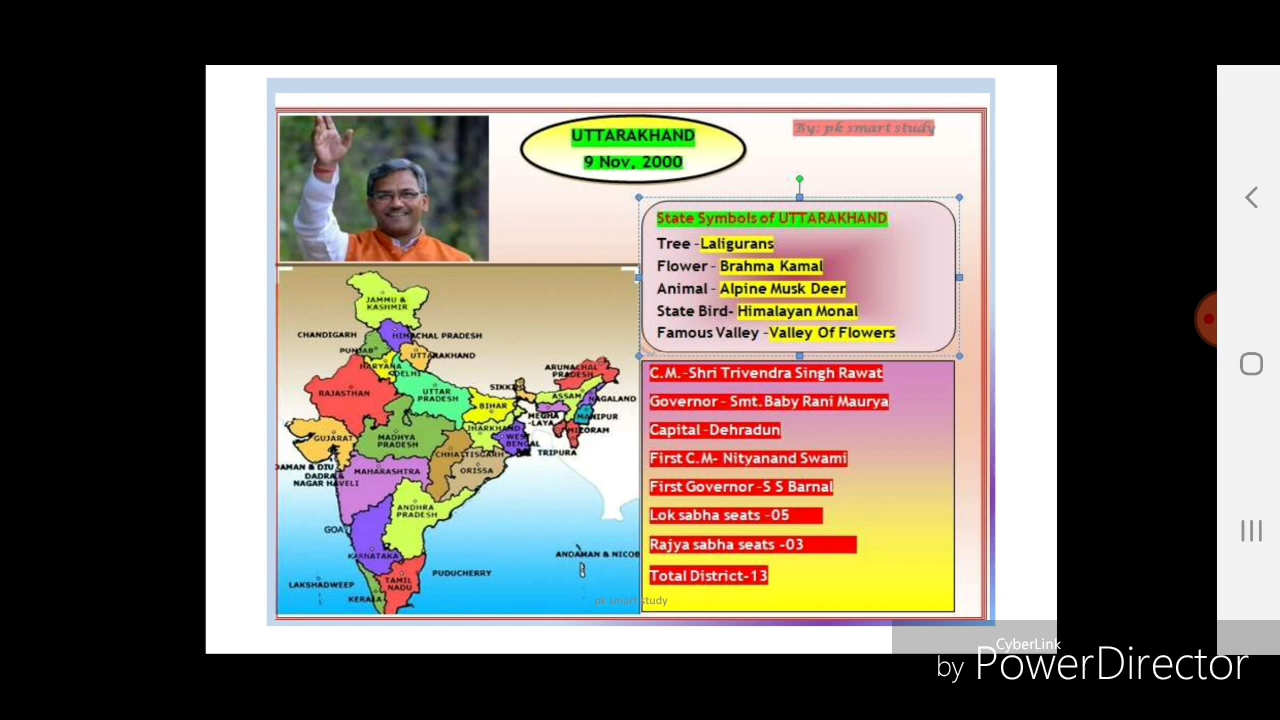 UTTARAKHAND
9 Nov, 2000
By: pk smart study
State Symbols of UTTARAKHAND
Tree -Laligurans
Flower - Brahma Kamal
Animal - Alpine Musk Deer
State Bird- Himalayan Monal
Famous Valley -Valley Of Flowers
C.M.-Shri Trivendra Singh Rawat
Governor - Smt.Baby Rani Maurya
Capital -Dehradun
First C.M- Nityanand Swami
First Governor -S S Barnal
Lok sabha seats -05
Rajya sabha seats -03
Total District-13
JAMMU &
KASHMIR
CHANDIGARH
HIMACHAL PRADESH
PUNJAB
UTTARAKHAND
HARYANA
DELHI
RAJASTHAN
UTTAR
PRADESH
SIKKIM
ARUNACHAL
PRADESH
ASSAM
NAGALAND
BIHAR
MEGHA
-LAYA
MANIPUR
MIZORAM
TRIPURA
GUJARAT
MADHYA
PRADESH
JHARKHAND
WEST
BENGAL
CHHATTISGARH
DAMAN & DIU
DADRA &
NAGAR HAVELI
MAHARASHTRA
ORISSA
ANDHRA
PRADESH
GOA
KARNATAKA
ANDAMAN & NICOB
LAKSHADWEEP
TAMIL
NADU
PUDUCHERRY
KERALA
pk smart study
CyberLink
by PowerDirector